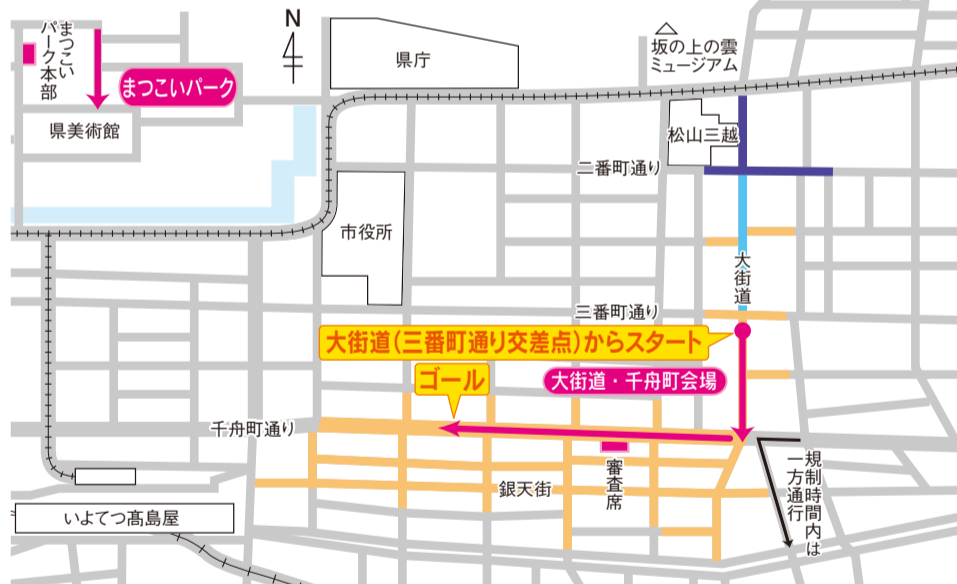 まつこい
パーク本部
まつこいパーク
県美術館
N
県庁
坂の上の雲
ミュージアム
松山三越
二番町通り
市役所
大街道
三番町通り
大街道(三番町通り交差点)からスタート
ゴール
大街道・千舟町会場
千舟町通り
審査席
銀天街
規制時間内は
一方通行
いよてつ髙島屋